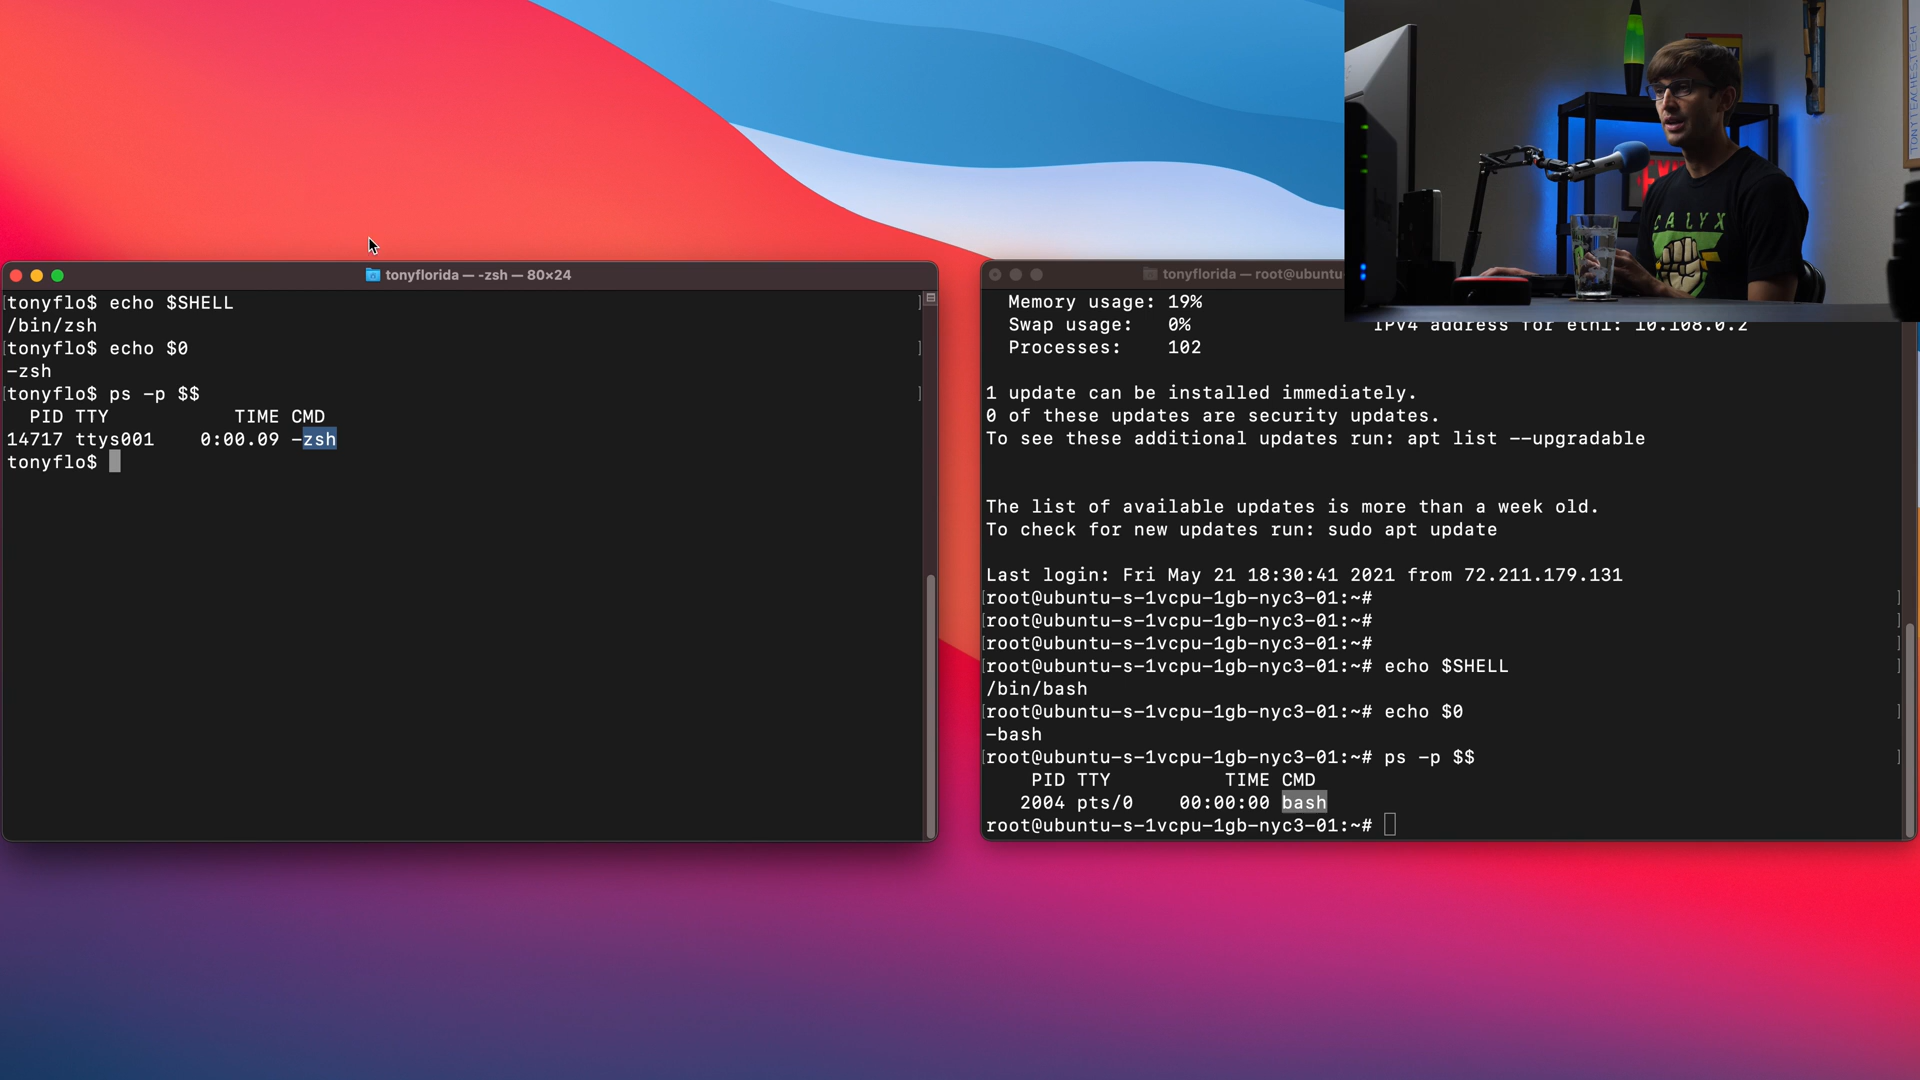 tonyflorida — -zsh — 80×24
[tonyflo$ echo $SHELL ]
/bin/zsh
[tonyflo$ echo $0 ]
-zsh
[tonyflo$ ps -p $$ ]
PID TTY TIME CMD
14717 ttys001 0:00.09 -zsh
tonyflo$
tonyflorida — root@ubuntu
Memory usage: 19%
Swap usage: 0% IPv4 address for eth1: 10.108.0.2
Processes: 102
1 update can be installed immediately.
0 of these updates are security updates.
To see these additional updates run: apt list --upgradable
The list of available updates is more than a week old.
To check for new updates run: sudo apt update
Last login: Fri May 21 18:30:41 2021 from 72.211.179.131
[root@ubuntu-s-1vcpu-1gb-nyc3-01:~# ]
[root@ubuntu-s-1vcpu-1gb-nyc3-01:~# ]
[root@ubuntu-s-1vcpu-1gb-nyc3-01:~# ]
[root@ubuntu-s-1vcpu-1gb-nyc3-01:~# echo $SHELL ]
/bin/bash
[root@ubuntu-s-1vcpu-1gb-nyc3-01:~# echo $0 ]
-bash
[root@ubuntu-s-1vcpu-1gb-nyc3-01:~# ps -p $$ ]
PID TTY TIME CMD
2004 pts/0 00:00:00 bash
root@ubuntu-s-1vcpu-1gb-nyc3-01:~#
CALYX
TONYTEACHES.TECH